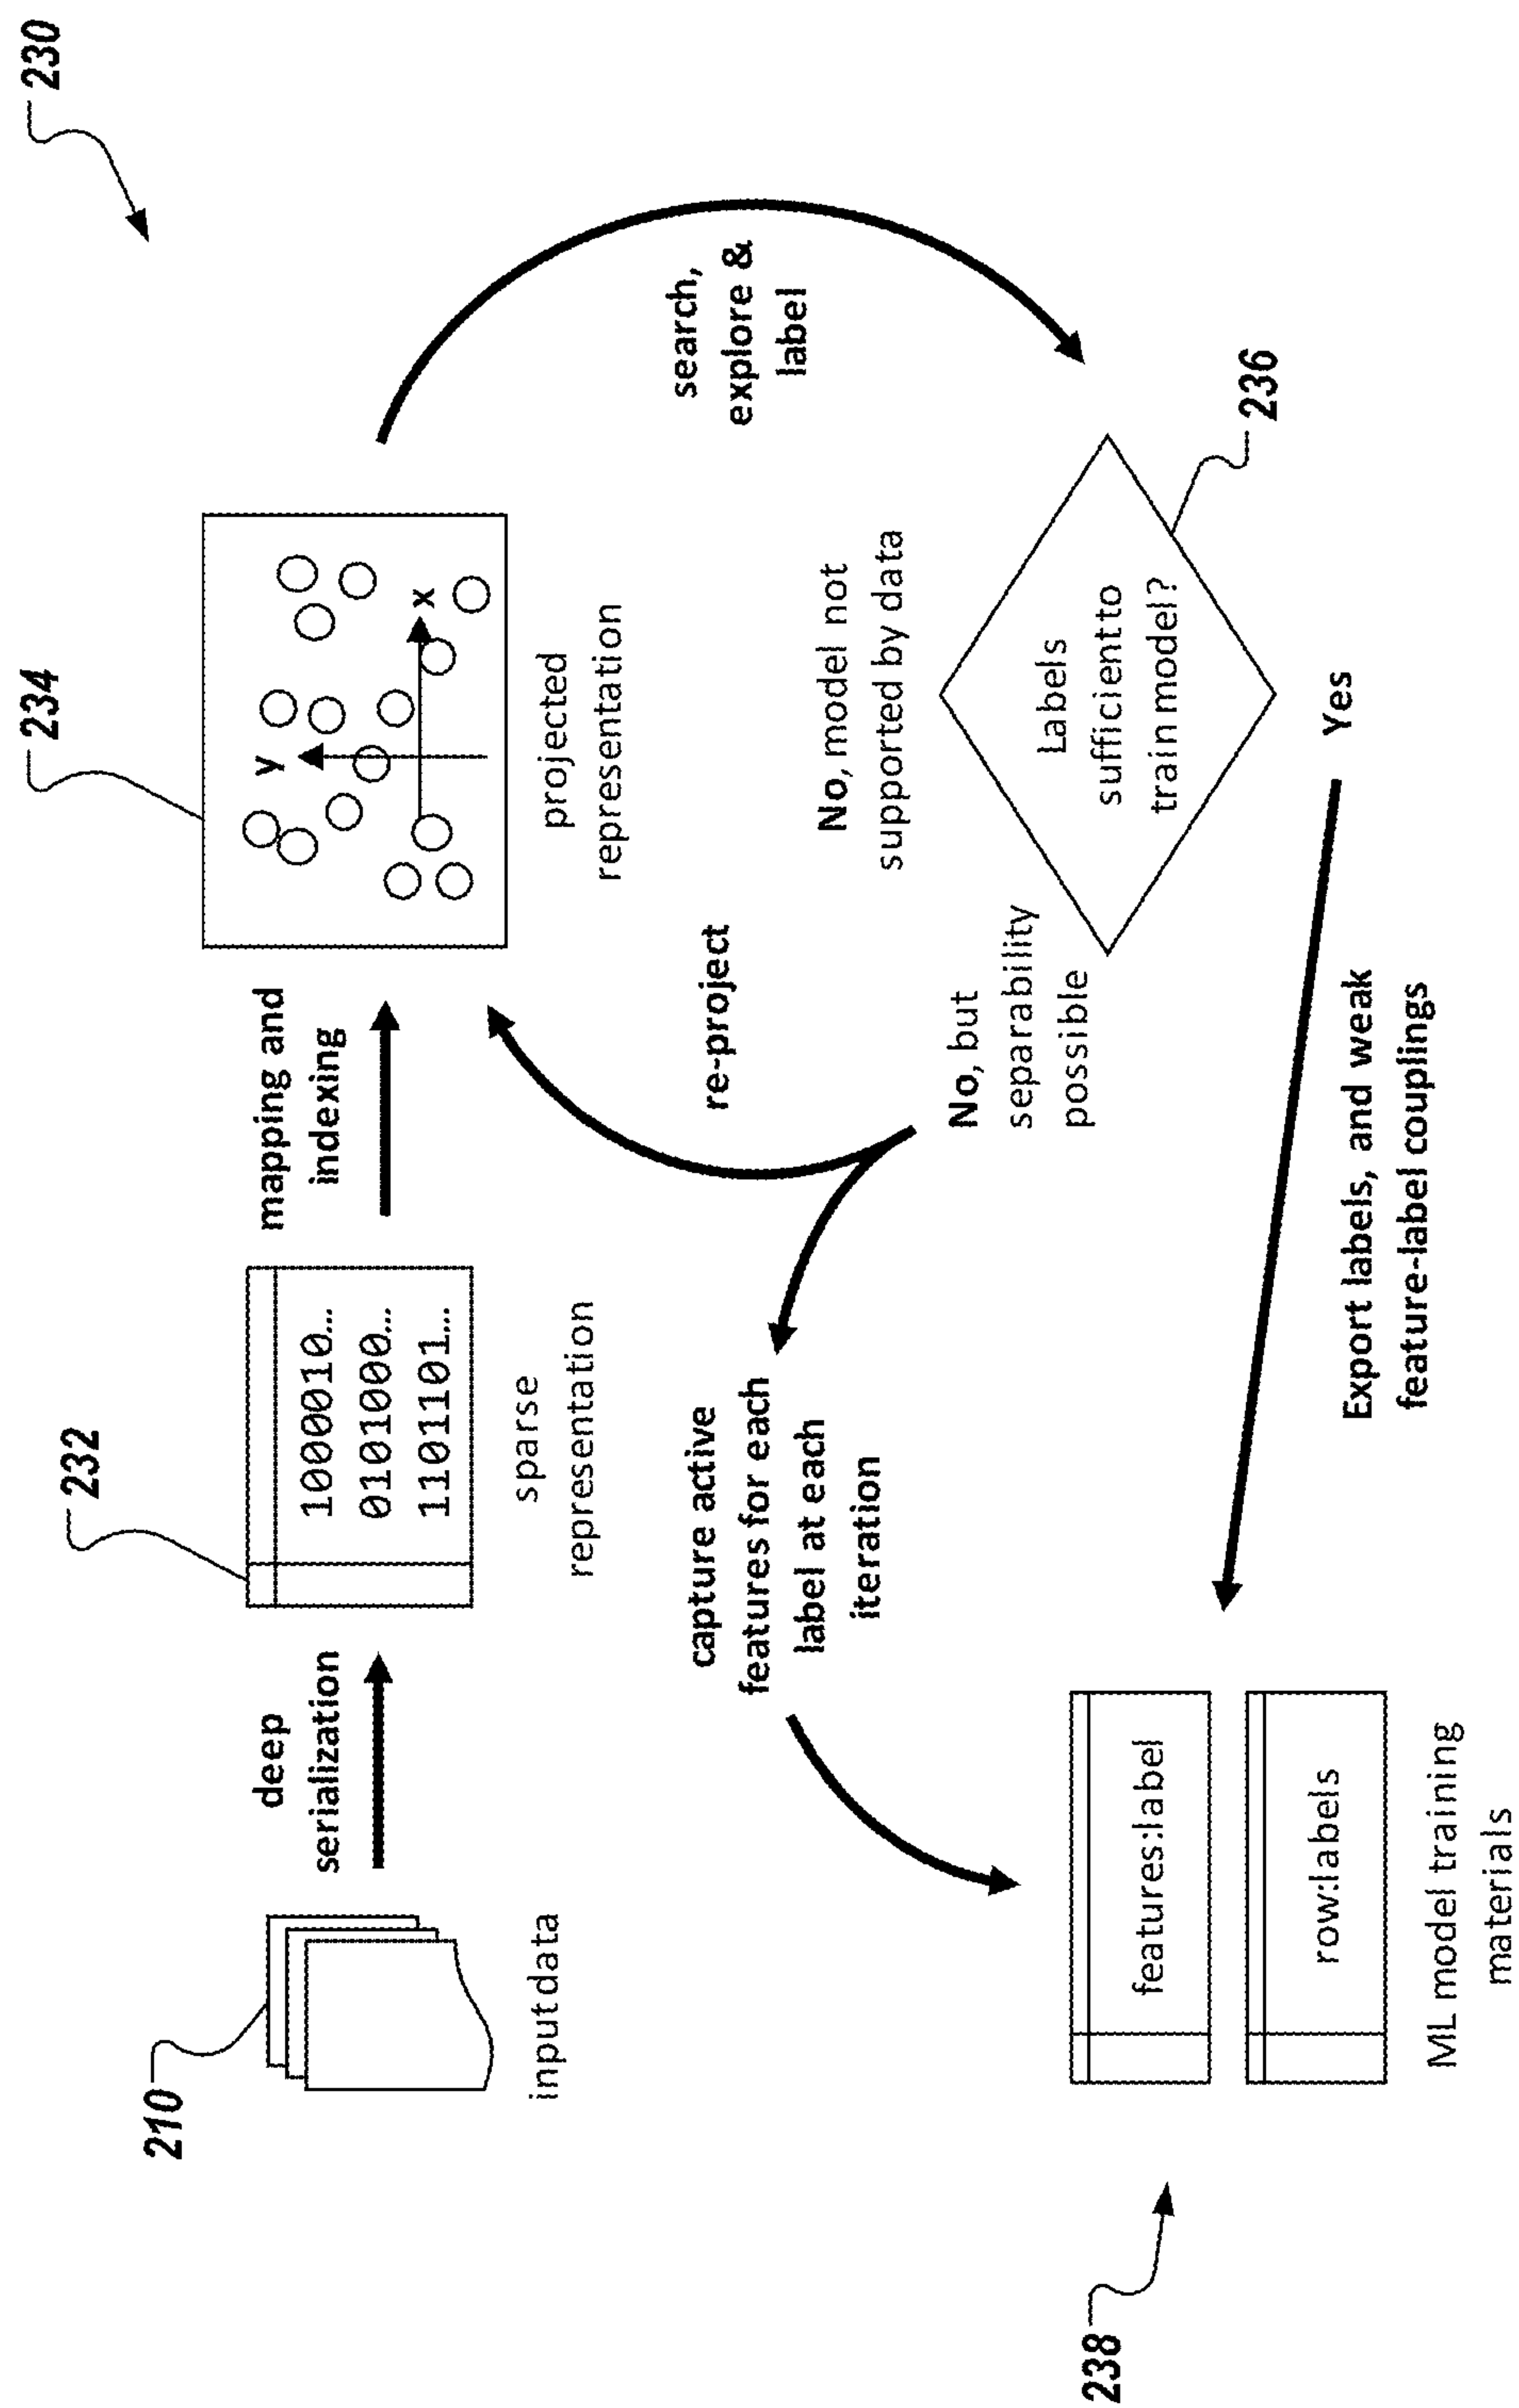 230
210
232
234
deep
serialization
mapping and
indexing
1000010...
0101000...
1101101...
y
x
input data
sparse
representation
projected
representation
search,
explore &
label
re-project
capture active
features for each
label at each
iteration
No, model not
supported by data
No, but
separability
possible
Labels
sufficient to
train model?
236
Yes
Export labels, and weak
feature-label couplings
238
features:label
row:labels
ML model training
materials